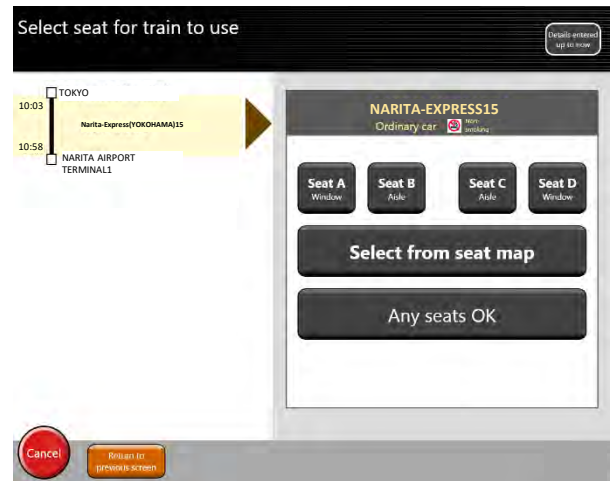 Select seat for train to use
Details entered
up to now
TOKYO
10:03
Narita-Express(YOKOHAMA)15
10:58
NARITA AIRPORT
TERMINAL1
NARITA-EXPRESS15
Ordinary car
Non-
smoking
Seat A
Window
Seat B
Aisle
Seat C
Aisle
Seat D
Window
Select from seat map
Any seats OK
Cancel
Return to
previous screen